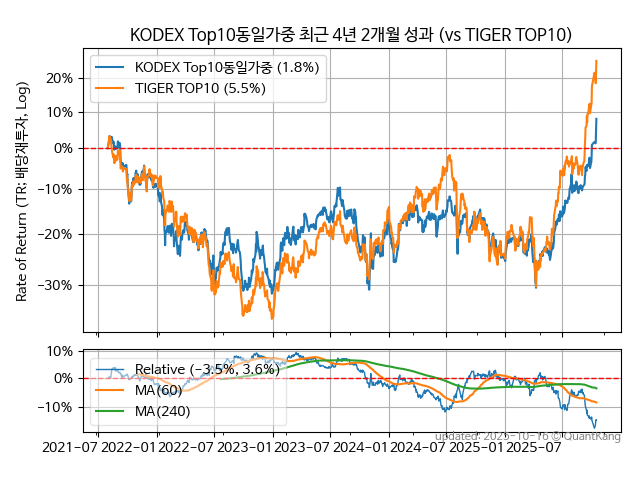 KODEX Top10동일가중 최근 4년 2개월 성과 (vs TIGER TOP10)
Rate of Return (TR: 배당재투자, Log)
KODEX Top10동일가중 (1.8%)
TIGER TOP10 (5.5%)
20%
10%
0%
−10%
−20%
−30%
10%
0%
−10%
Relative (−3.5%, 3.6%)
MA(60)
MA(240)
updated: 2025-10-16 © QuantKang
2021-07 2022-01 2022-07 2023-01 2023-07 2024-01 2024-07 2025-01 2025-07